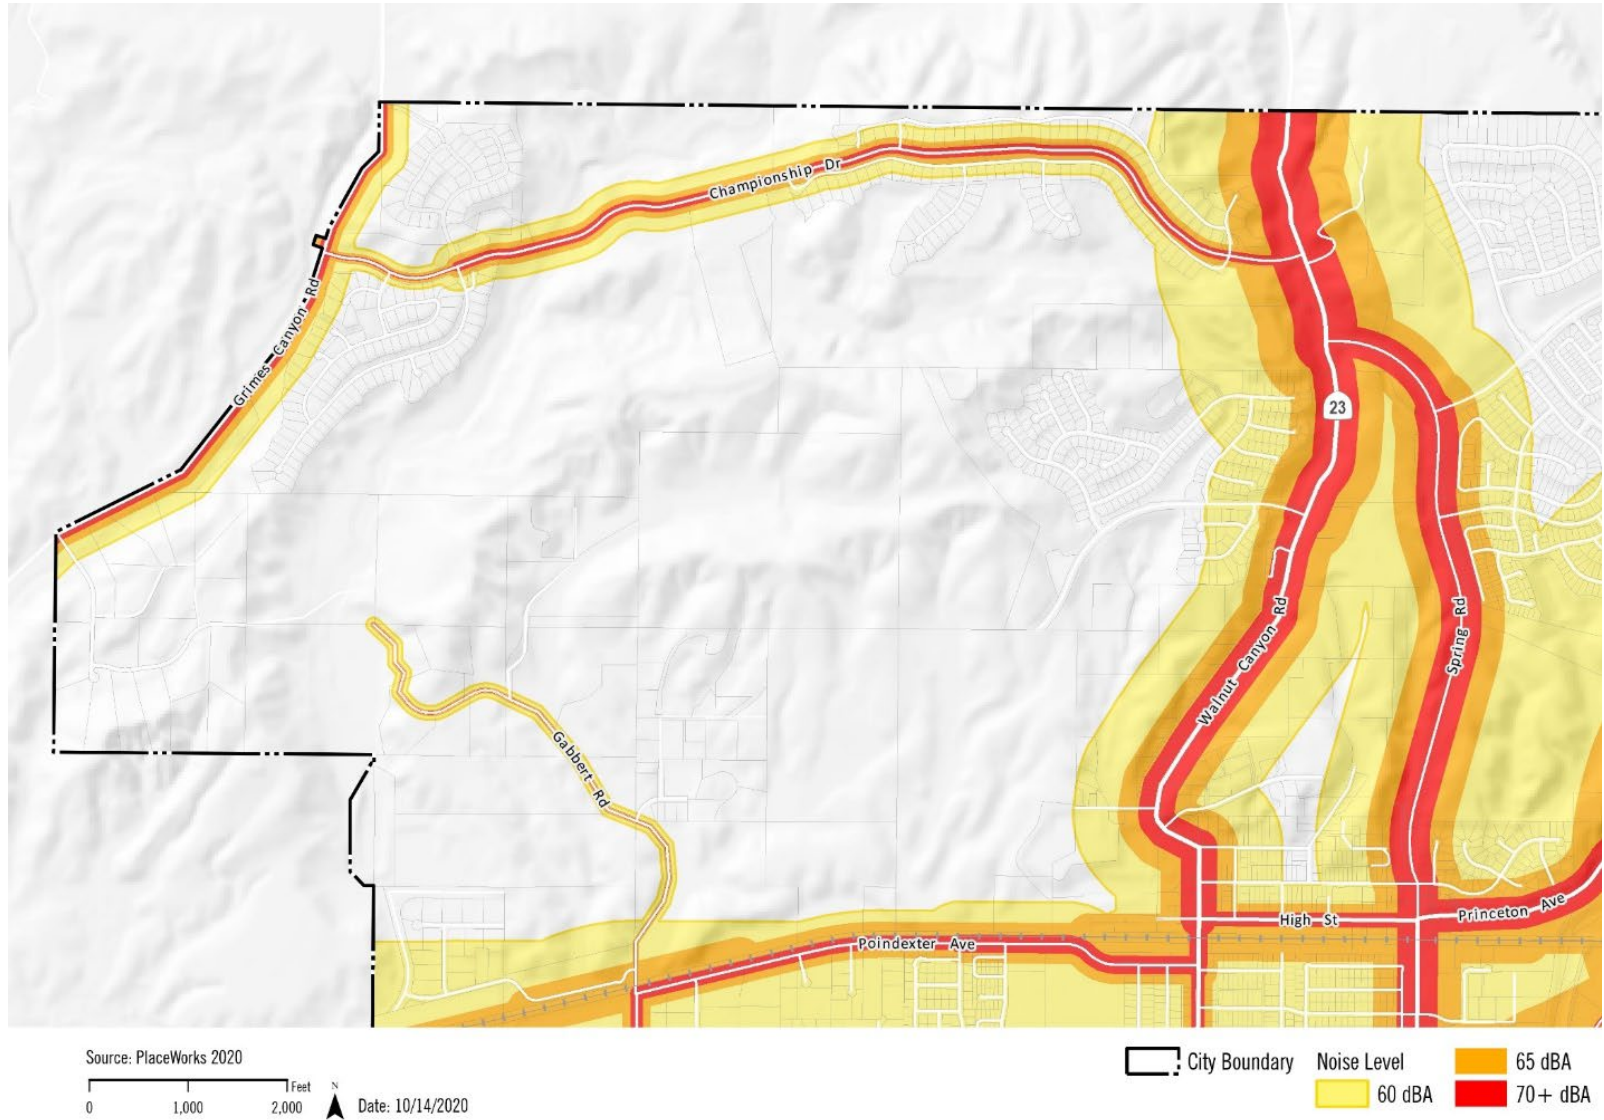 Championship Dr
Grimes Canyon Rd
23
Walnut Canyon Rd
Spring Rd
Gabbert Rd
High St
Princeton Ave
Poindexter Ave
Source: PlaceWorks 2020
Feet
0 1,000 2,000
N
Date: 10/14/2020
City Boundary
Noise Level
60 dBA
65 dBA
70+ dBA